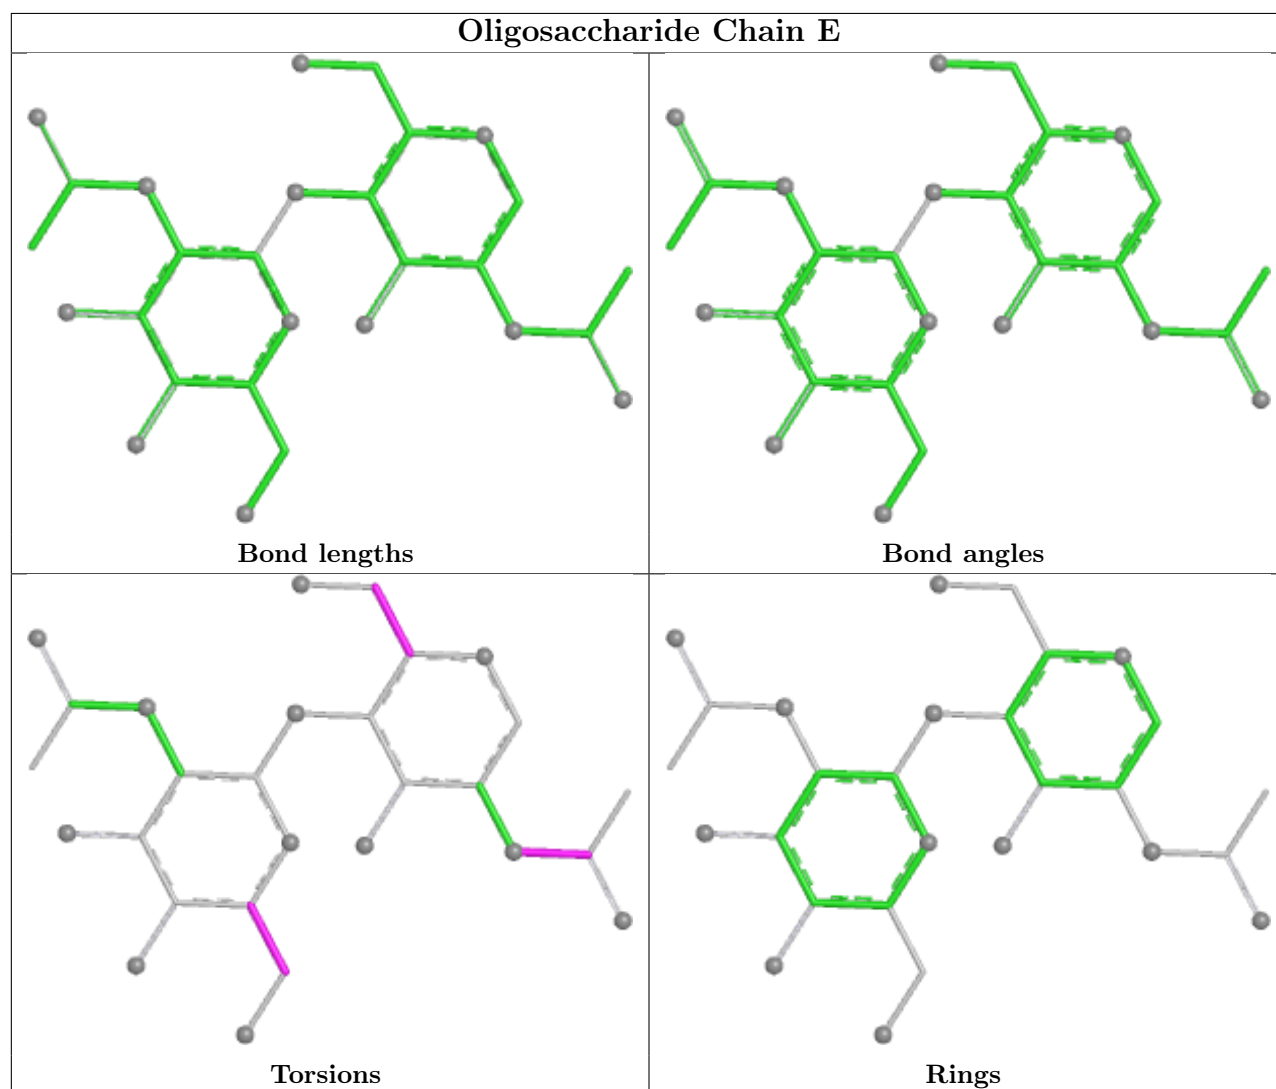 Oligosaccharide Chain E
Bond lengths
Bond angles
Torsions
Rings